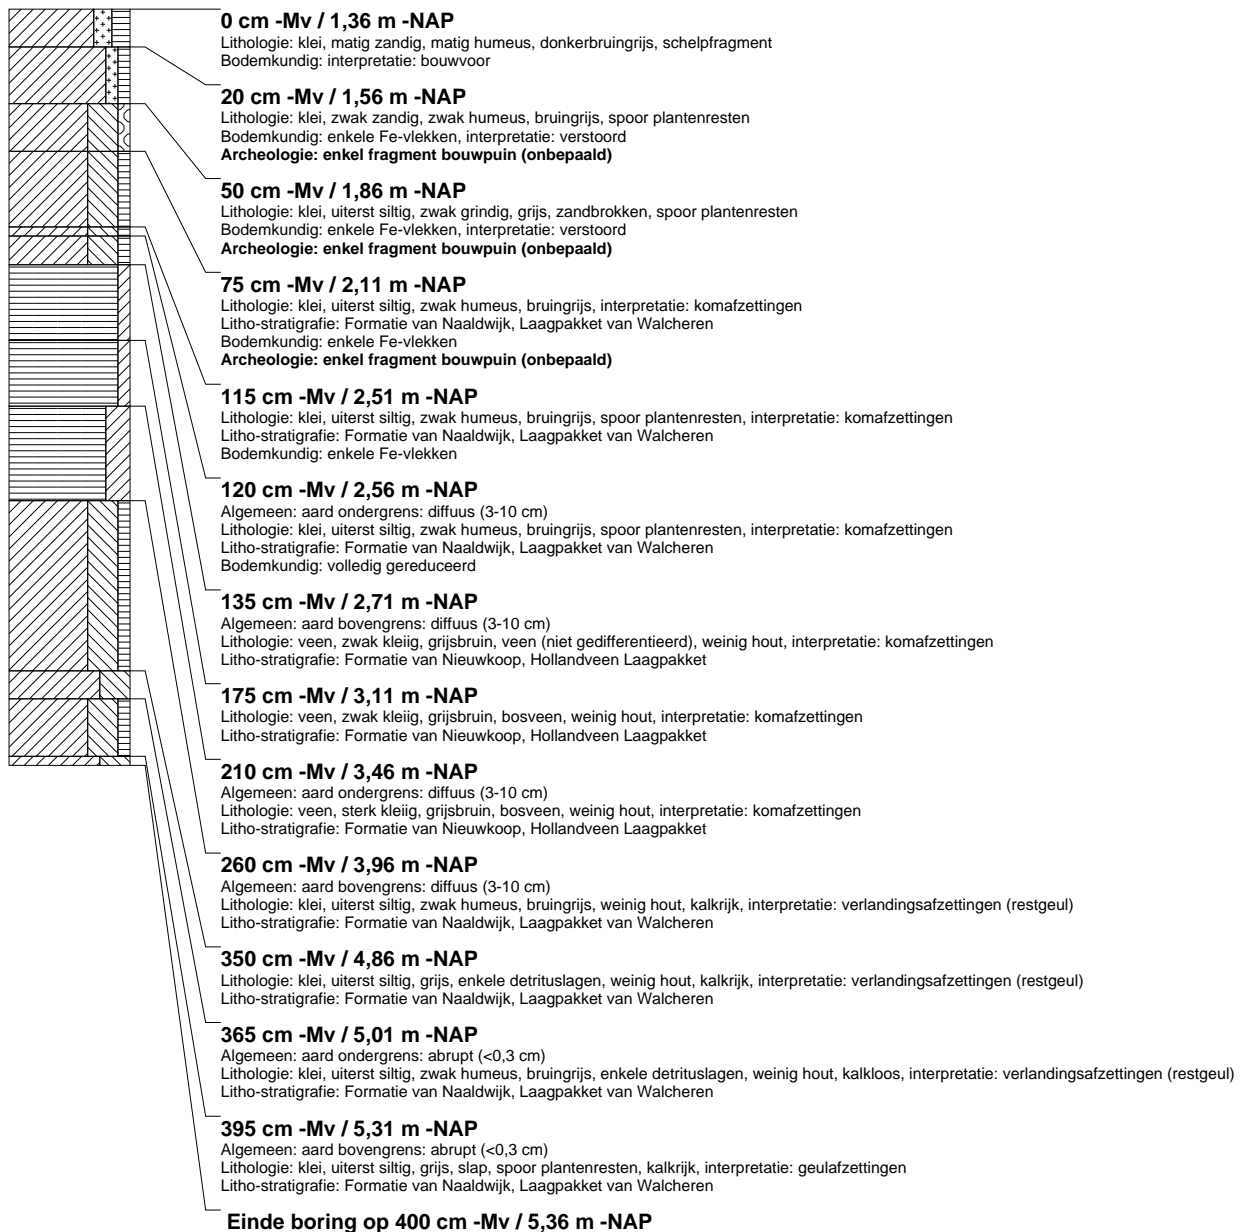 0 cm -Mv / 1,36 m -NAP
Lithologie: klei, matig zandig, matig humeus, donkerbruingrijs, schelpfragment
Bodemkundig: interpretatie: bouwvoor
20 cm -Mv / 1,56 m -NAP
Lithologie: klei, zwak zandig, zwak humeus, bruingrijs, spoor plantenresten
Bodemkundig: enkele Fe-vlekken, interpretatie: verstoord
Archeologie: enkel fragment bouwpuin (onbepaald)
50 cm -Mv / 1,86 m -NAP
Lithologie: klei, uiterst siltig, zwak grindig, grijs, zandbrokken, spoor plantenresten
Bodemkundig: enkele Fe-vlekken, interpretatie: verstoord
Archeologie: enkel fragment bouwpuin (onbepaald)
75 cm -Mv / 2,11 m -NAP
Lithologie: klei, uiterst siltig, zwak humeus, bruingrijs, interpretatie: komafzettingen
Litho-stratigrafie: Formatie van Naaldwijk, Laagpakket van Walcheren
Bodemkundig: enkele Fe-vlekken
Archeologie: enkel fragment bouwpuin (onbepaald)
115 cm -Mv / 2,51 m -NAP
Lithologie: klei, uiterst siltig, zwak humeus, bruingrijs, spoor plantenresten, interpretatie: komafzettingen
Litho-stratigrafie: Formatie van Naaldwijk, Laagpakket van Walcheren
Bodemkundig: enkele Fe-vlekken
120 cm -Mv / 2,56 m -NAP
Algemeen: aard ondergrens: diffuus (3-10 cm)
Lithologie: klei, uiterst siltig, zwak humeus, bruingrijs, spoor plantenresten, interpretatie: komafzettingen
Litho-stratigrafie: Formatie van Naaldwijk, Laagpakket van Walcheren
Bodemkundig: volledig gereduceerd
135 cm -Mv / 2,71 m -NAP
Algemeen: aard bovengrens: diffuus (3-10 cm)
Lithologie: veen, zwak kleiig, grijsbruin, veen (niet gedifferentieerd), weinig hout, interpretatie: komafzettingen
Litho-stratigrafie: Formatie van Nieuwkoop, Hollandveen Laagpakket
175 cm -Mv / 3,11 m -NAP
Lithologie: veen, zwak kleiig, grijsbruin, bosveen, weinig hout, interpretatie: komafzettingen
Litho-stratigrafie: Formatie van Nieuwkoop, Hollandveen Laagpakket
210 cm -Mv / 3,46 m -NAP
Algemeen: aard ondergrens: diffuus (3-10 cm)
Lithologie: veen, sterk kleiig, grijsbruin, bosveen, weinig hout, interpretatie: komafzettingen
Litho-stratigrafie: Formatie van Nieuwkoop, Hollandveen Laagpakket
260 cm -Mv / 3,96 m -NAP
Algemeen: aard bovengrens: diffuus (3-10 cm)
Lithologie: klei, uiterst siltig, zwak humeus, bruingrijs, weinig hout, kalkrijk, interpretatie: verlandingsafzettingen (restgeul)
Litho-stratigrafie: Formatie van Naaldwijk, Laagpakket van Walcheren
350 cm -Mv / 4,86 m -NAP
Lithologie: klei, uiterst siltig, grijs, enkele detrituslagen, weinig hout, kalkrijk, interpretatie: verlandingsafzettingen (restgeul)
Litho-stratigrafie: Formatie van Naaldwijk, Laagpakket van Walcheren
365 cm -Mv / 5,01 m -NAP
Algemeen: aard ondergrens: abrupt (<0,3 cm)
Lithologie: klei, uiterst siltig, zwak humeus, bruingrijs, enkele detrituslagen, weinig hout, kalkloos, interpretatie: verlandingsafzettingen (restgeul)
Litho-stratigrafie: Formatie van Naaldwijk, Laagpakket van Walcheren
395 cm -Mv / 5,31 m -NAP
Algemeen: aard bovengrens: abrupt (<0,3 cm)
Lithologie: klei, uiterst siltig, grijs, slap, spoor plantenresten, kalkrijk, interpretatie: geulafzettingen
Litho-stratigrafie: Formatie van Naaldwijk, Laagpakket van Walcheren
Einde boring op 400 cm -Mv / 5,36 m -NAP